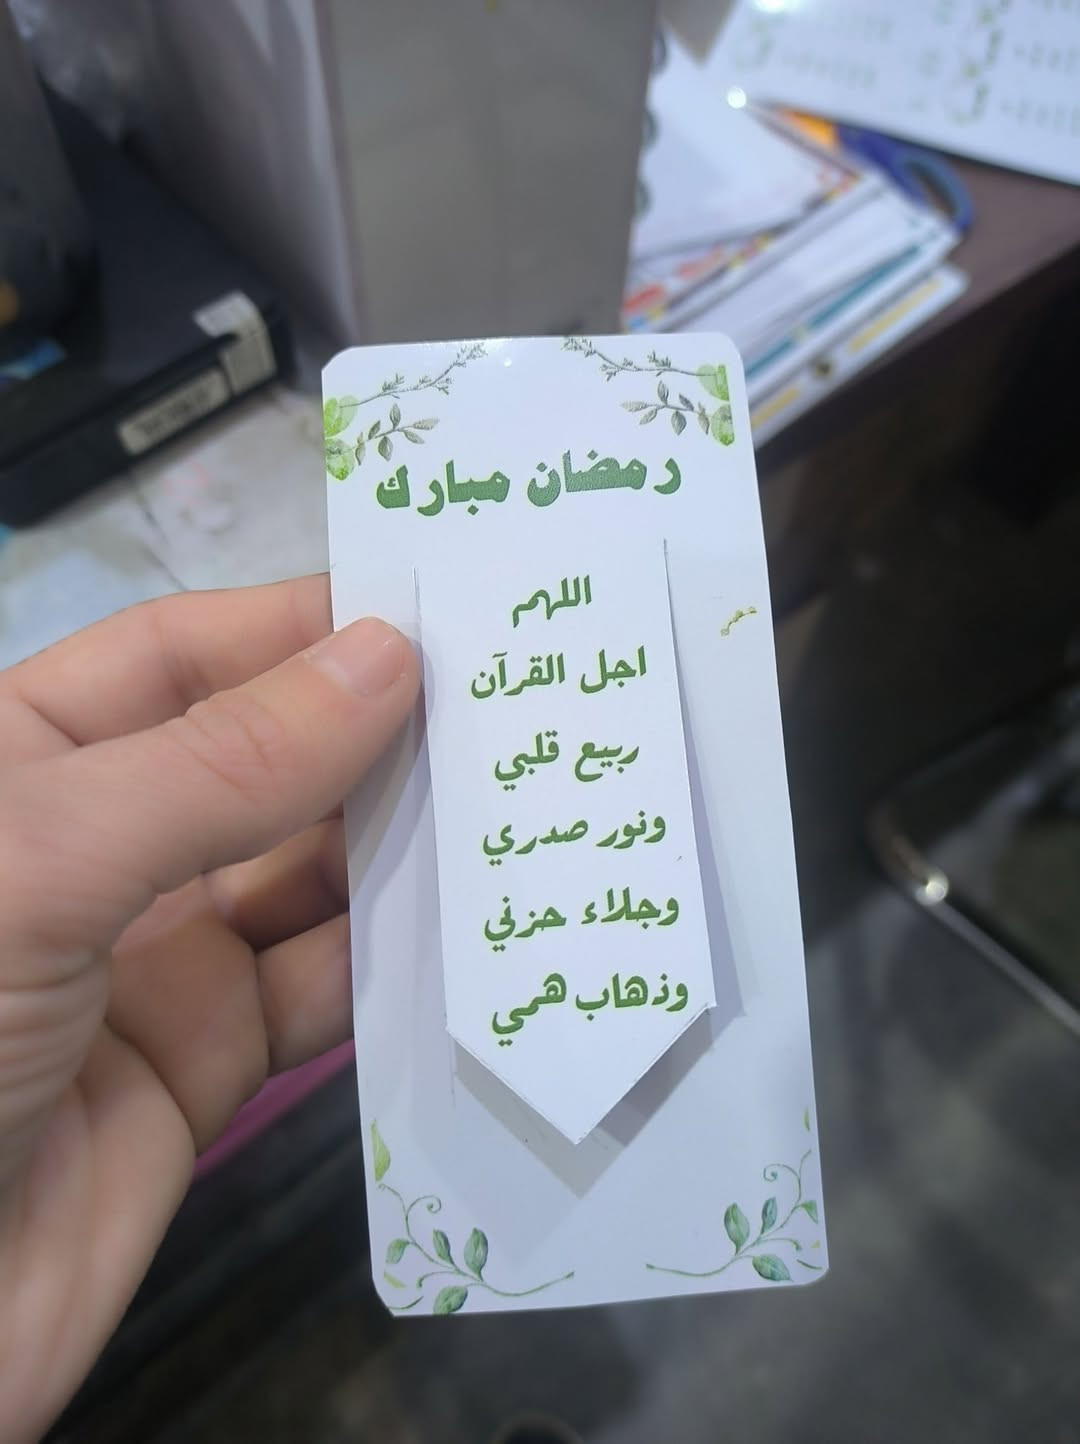 رمضان مبارك
اللهم
اجل القرآن
ربيع قلبي
ونور صدري
وجلاء حزني
وذهاب همي